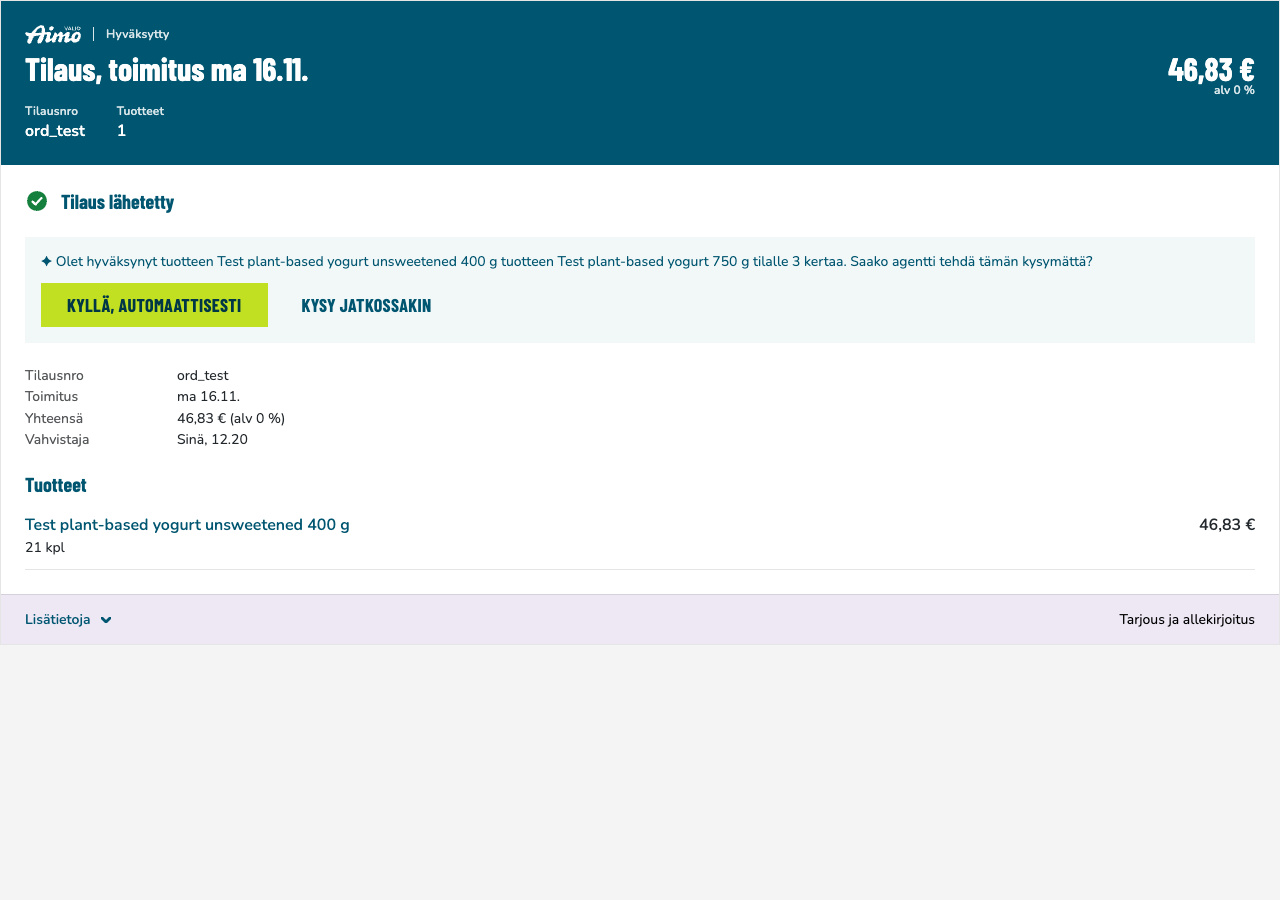 Aimo VALIO | Hyväksytty
Tilaus, toimitus ma 16.11.
46,83 €
alv 0 %
Tilausnro Tuotteet
ord_test 1
Tilaus lähetetty
✦ Olet hyväksynyt tuotteen Test plant-based yogurt unsweetened 400 g tuotteen Test plant-based yogurt 750 g tilalle 3 kertaa. Saako agentti tehdä tämän kysymättä?
KYLLÄ, AUTOMAATTISESTI KYSY JATKOSSAKIN
Tilausnro ord_test
Toimitus ma 16.11.
Yhteensä 46,83 € (alv 0 %)
Vahvistaja Sinä, 12.20
Tuotteet
Test plant-based yogurt unsweetened 400 g 46,83 €
21 kpl
Lisätietoja Tarjous ja allekirjoitus